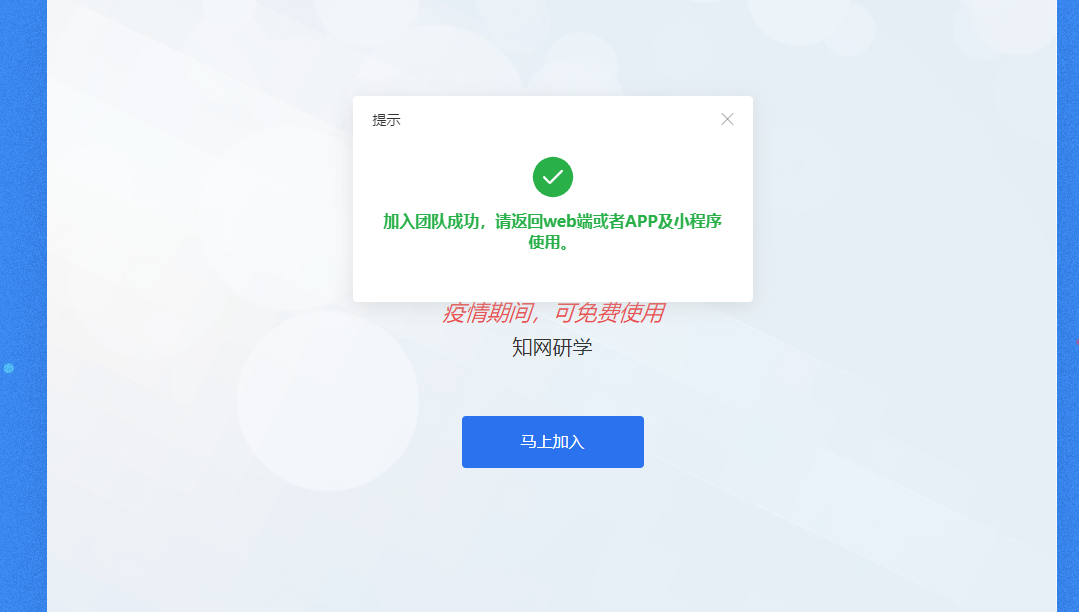 提示
加入团队成功，请返回web端或者APP及小程序
使用。
疫情期间，可免费使用
知网研学
马上加入